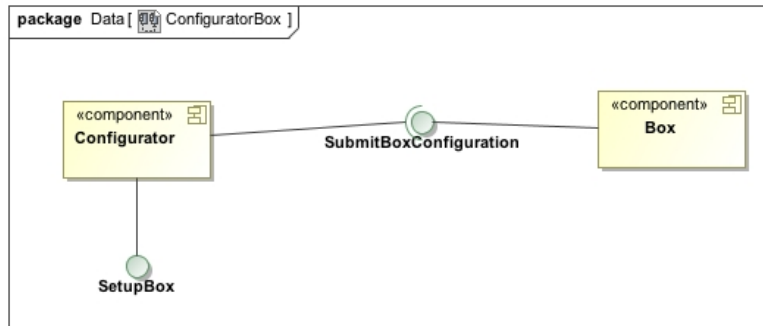 package Data [ ConfiguratorBox ]
«component»
Configurator
SubmitBoxConfiguration
«component»
Box
SetupBox